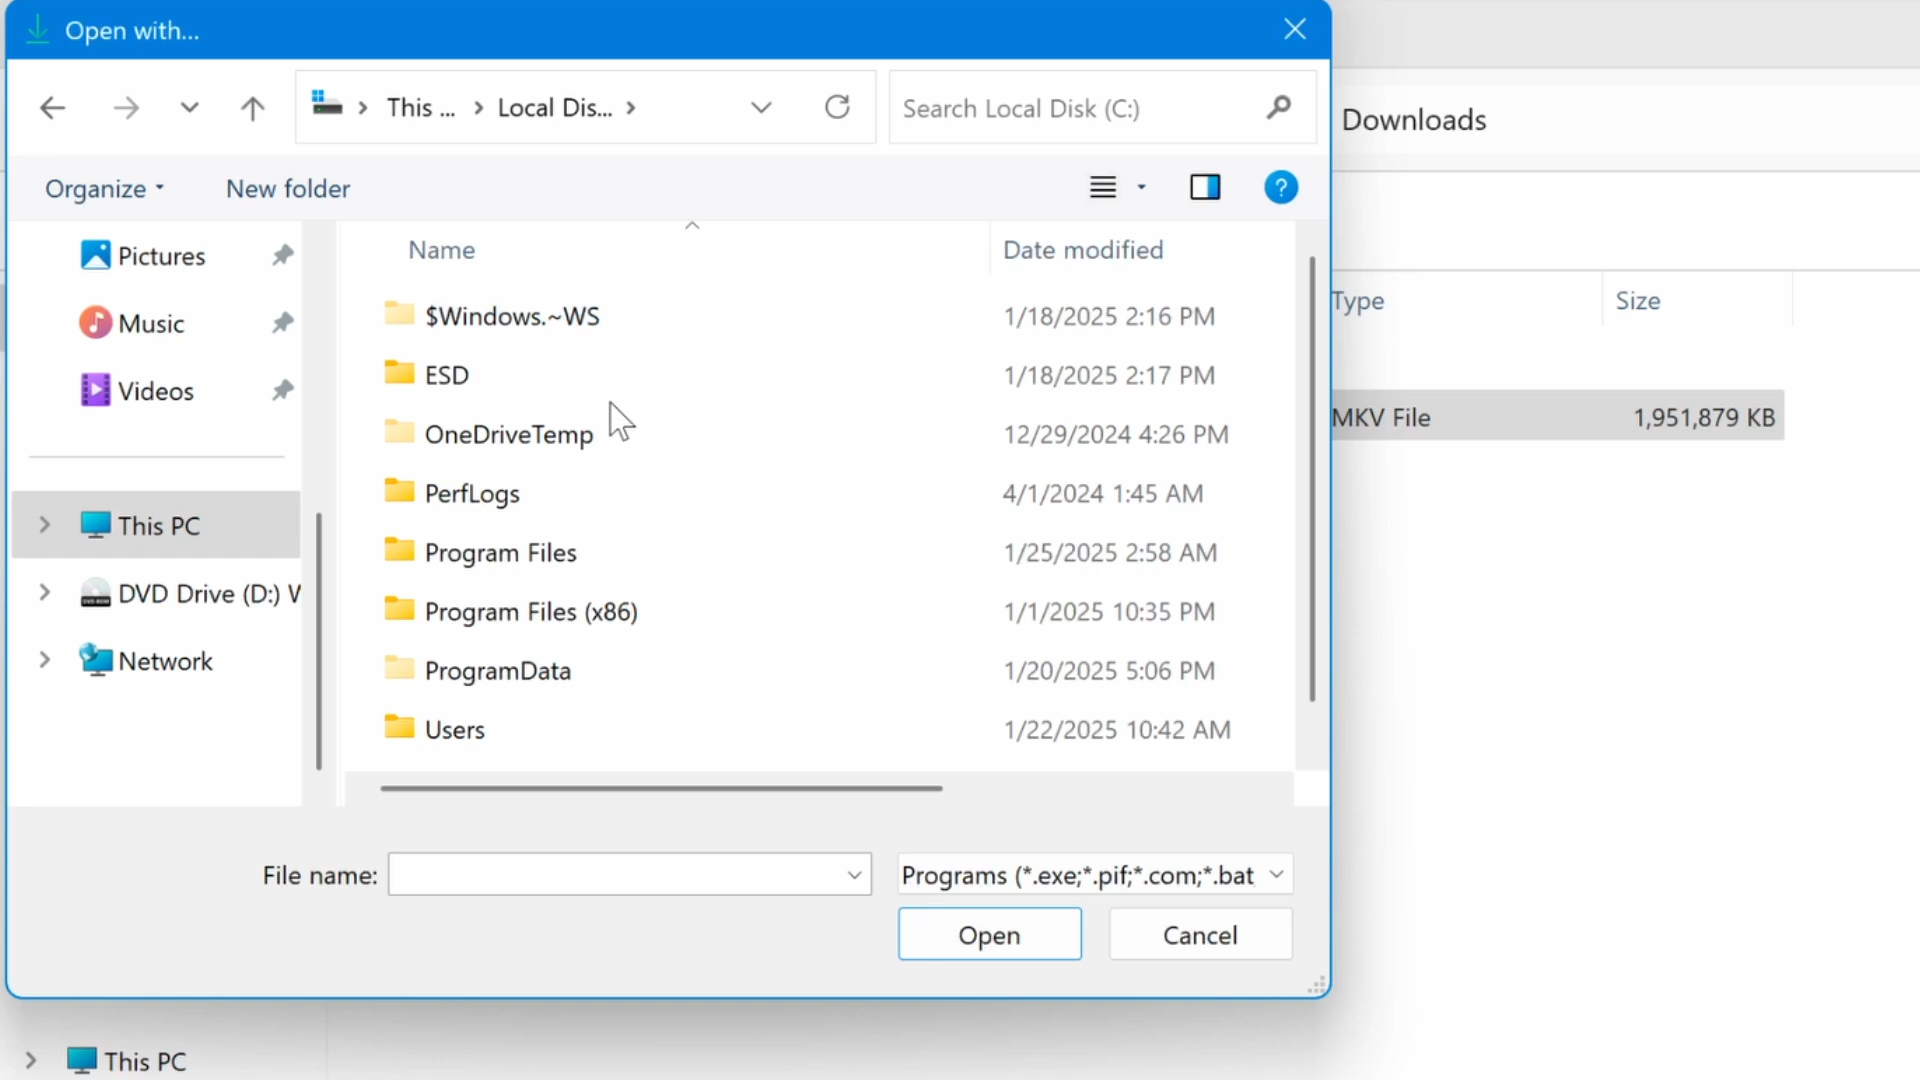 Open with...
This ... Local Dis...
Search Local Disk (C:)
Downloads
Organize
New folder
?
Pictures
Music
Videos
This PC
DVD Drive (D:) W
Network
Name Date modified
$Windows.~WS 1/18/2025 2:16 PM
ESD 1/18/2025 2:17 PM
OneDriveTemp 12/29/2024 4:26 PM
PerfLogs 4/1/2024 1:45 AM
Program Files 1/25/2025 2:58 AM
Program Files (x86) 1/1/2025 10:35 PM
ProgramData 1/20/2025 5:06 PM
Users 1/22/2025 10:42 AM
Type Size
MKV File 1,951,879 KB
File name:
Programs (*.exe;*.pif;*.com;*.bat
Open
Cancel
This PC